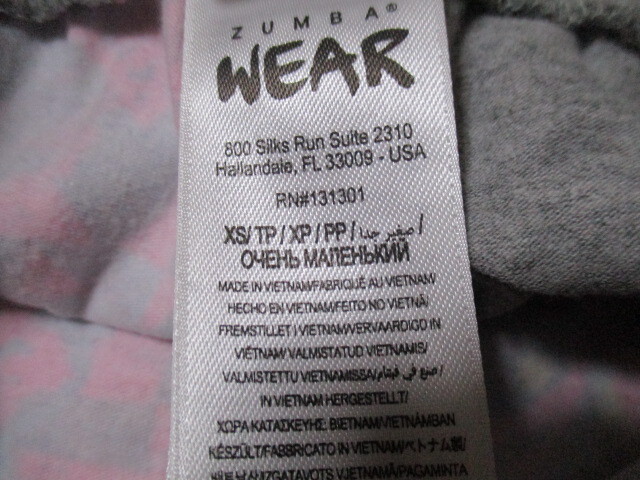 ZUMBA®
WEAR
800 Silks Run Suite 2310
Hallandale, FL 33009 - USA
RN#131301
XS/ TP / XP / PP / صغير جدا /
ОЧЕНЬ МАЛЕНЬКИЙ
MADE IN VIETNAM/FABRIQUÉ AU VIETNAM/
HECHO EN VIETNAM/FEITO NO VIETNÃ/
FREMSTILLET I VIETNAM/VERVAARDIGD IN
VIETNAM/ VALMISTATUD VIETNAMIS/
VALMISTETTU VIETNAMISSA/ صنع في فيتنام/
IN VIETNAM HERGESTELLT/
ΧΩΡΑ ΚΑΤΑΣΚΕΥΗΣ ΒΙΕΤΝΑΜ/VIETNÁMBAN
KÉSZÜLT/FABBRICATO IN VIETNAM/ベトナム製/
IZGATAVOTS VJETNAMĀ/PAGAMINTA